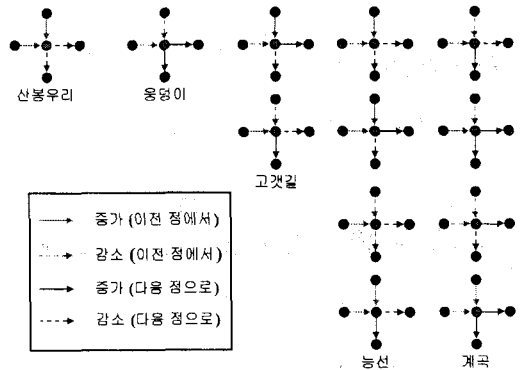 산봉우리
웅덩이
고갯길
증가 (이전 점에서)
감소 (이전 점에서)
증가 (다음 점으로)
감소 (다음 점으로)
능선
계곡